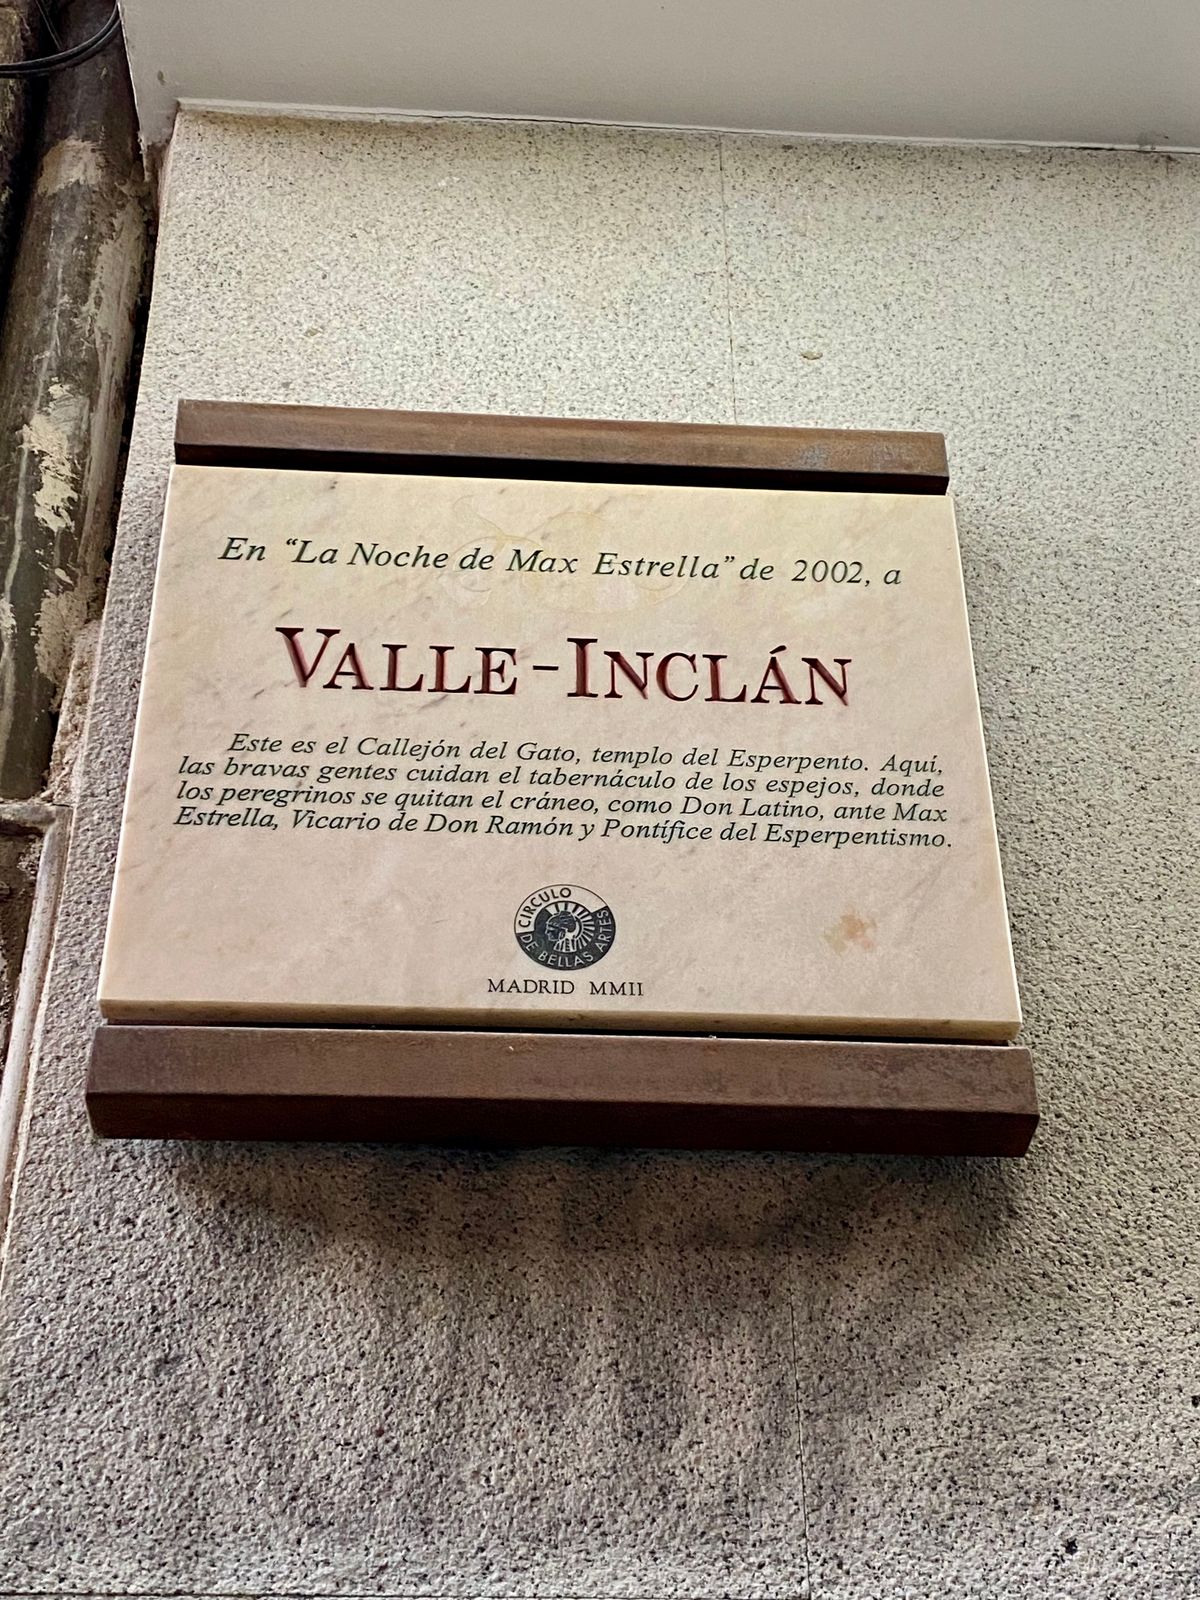 En “La Noche de Max Estrella” de 2002, a
VALLE-INCLÁN
Este es el Callejón del Gato, templo del Esperpento. Aquí,
las bravas gentes cuidan el tabernáculo de los espejos, donde
los peregrinos se quitan el cráneo, como Don Latino, ante Max
Estrella, Vicario de Don Ramón y Pontífice del Esperpentismo.
CIRCULO
DE BELLAS ARTES
MADRID MMII